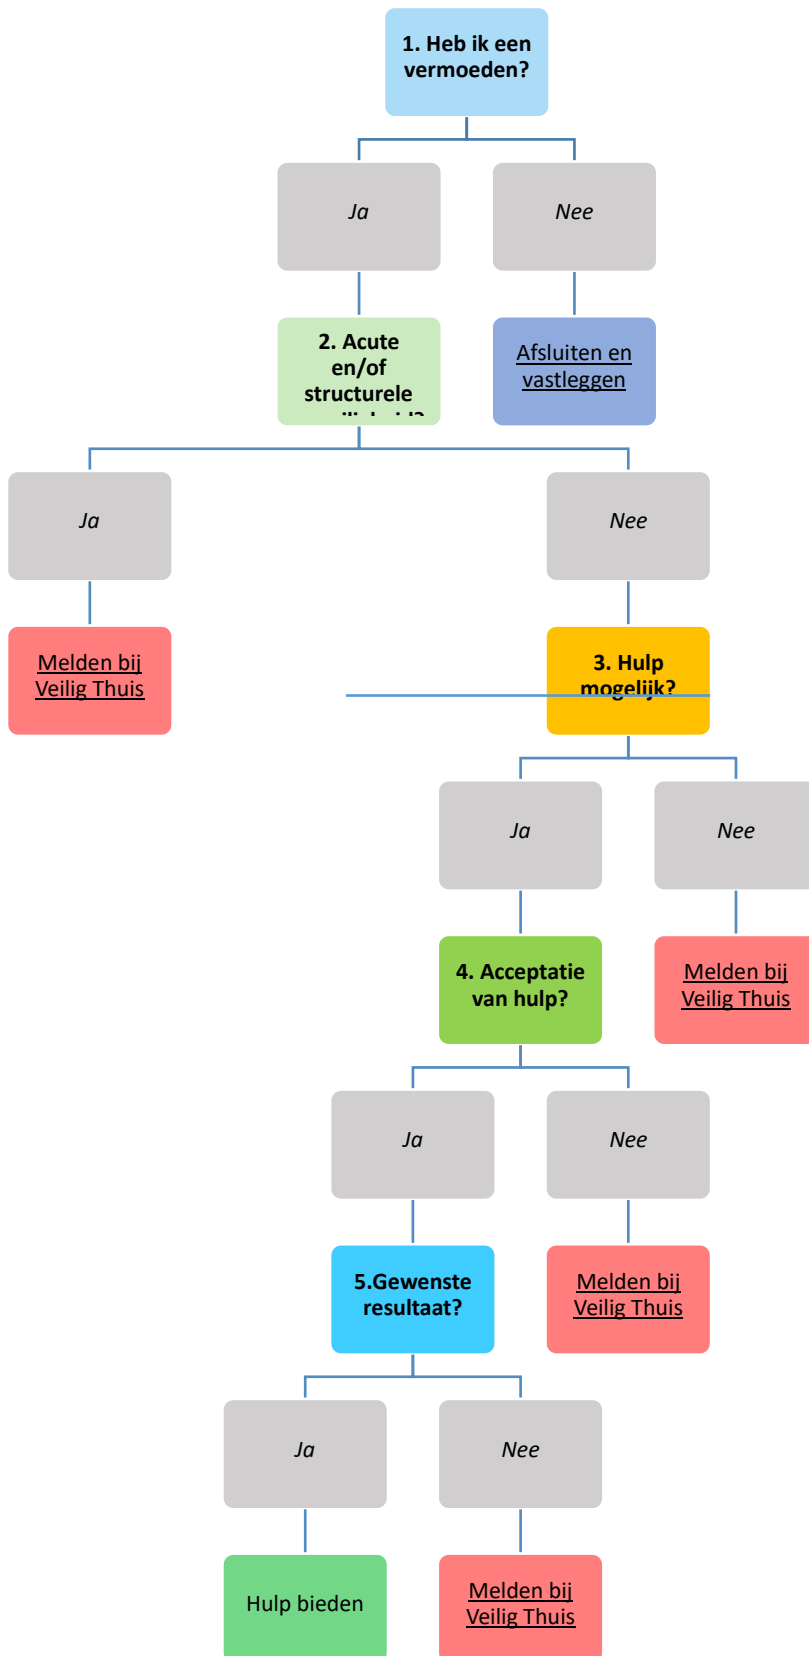 1. Heb ik een
vermoeden?
Ja
Nee
2. Acute
en/of
structurele
Afsluiten en
vastleggen
Ja
Nee
Melden bij
Veilig Thuis
3. Hulp
mogelijk?
Ja
Nee
4. Acceptatie
van hulp?
Melden bij
Veilig Thuis
Ja
Nee
5.Gewenste
resultaat?
Melden bij
Veilig Thuis
Ja
Nee
Hulp bieden
Melden bij
Veilig Thuis